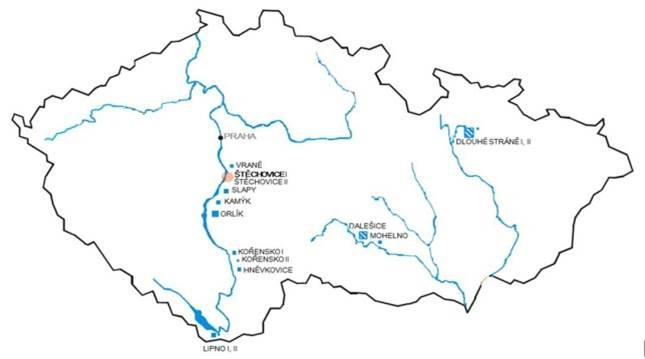 PRAHA
DLOUHÉ STRÁNĚ I, II
VRANÉ
ŠTĚCHOVICE I
ŠTĚCHOVICE II
SLAPY
KAMÝK
ORLÍK
DALEŠICE
MOHELNO
KOŘENSKO I
KOŘENSKO II
HNĚVKOVICE
LIPNO I, II